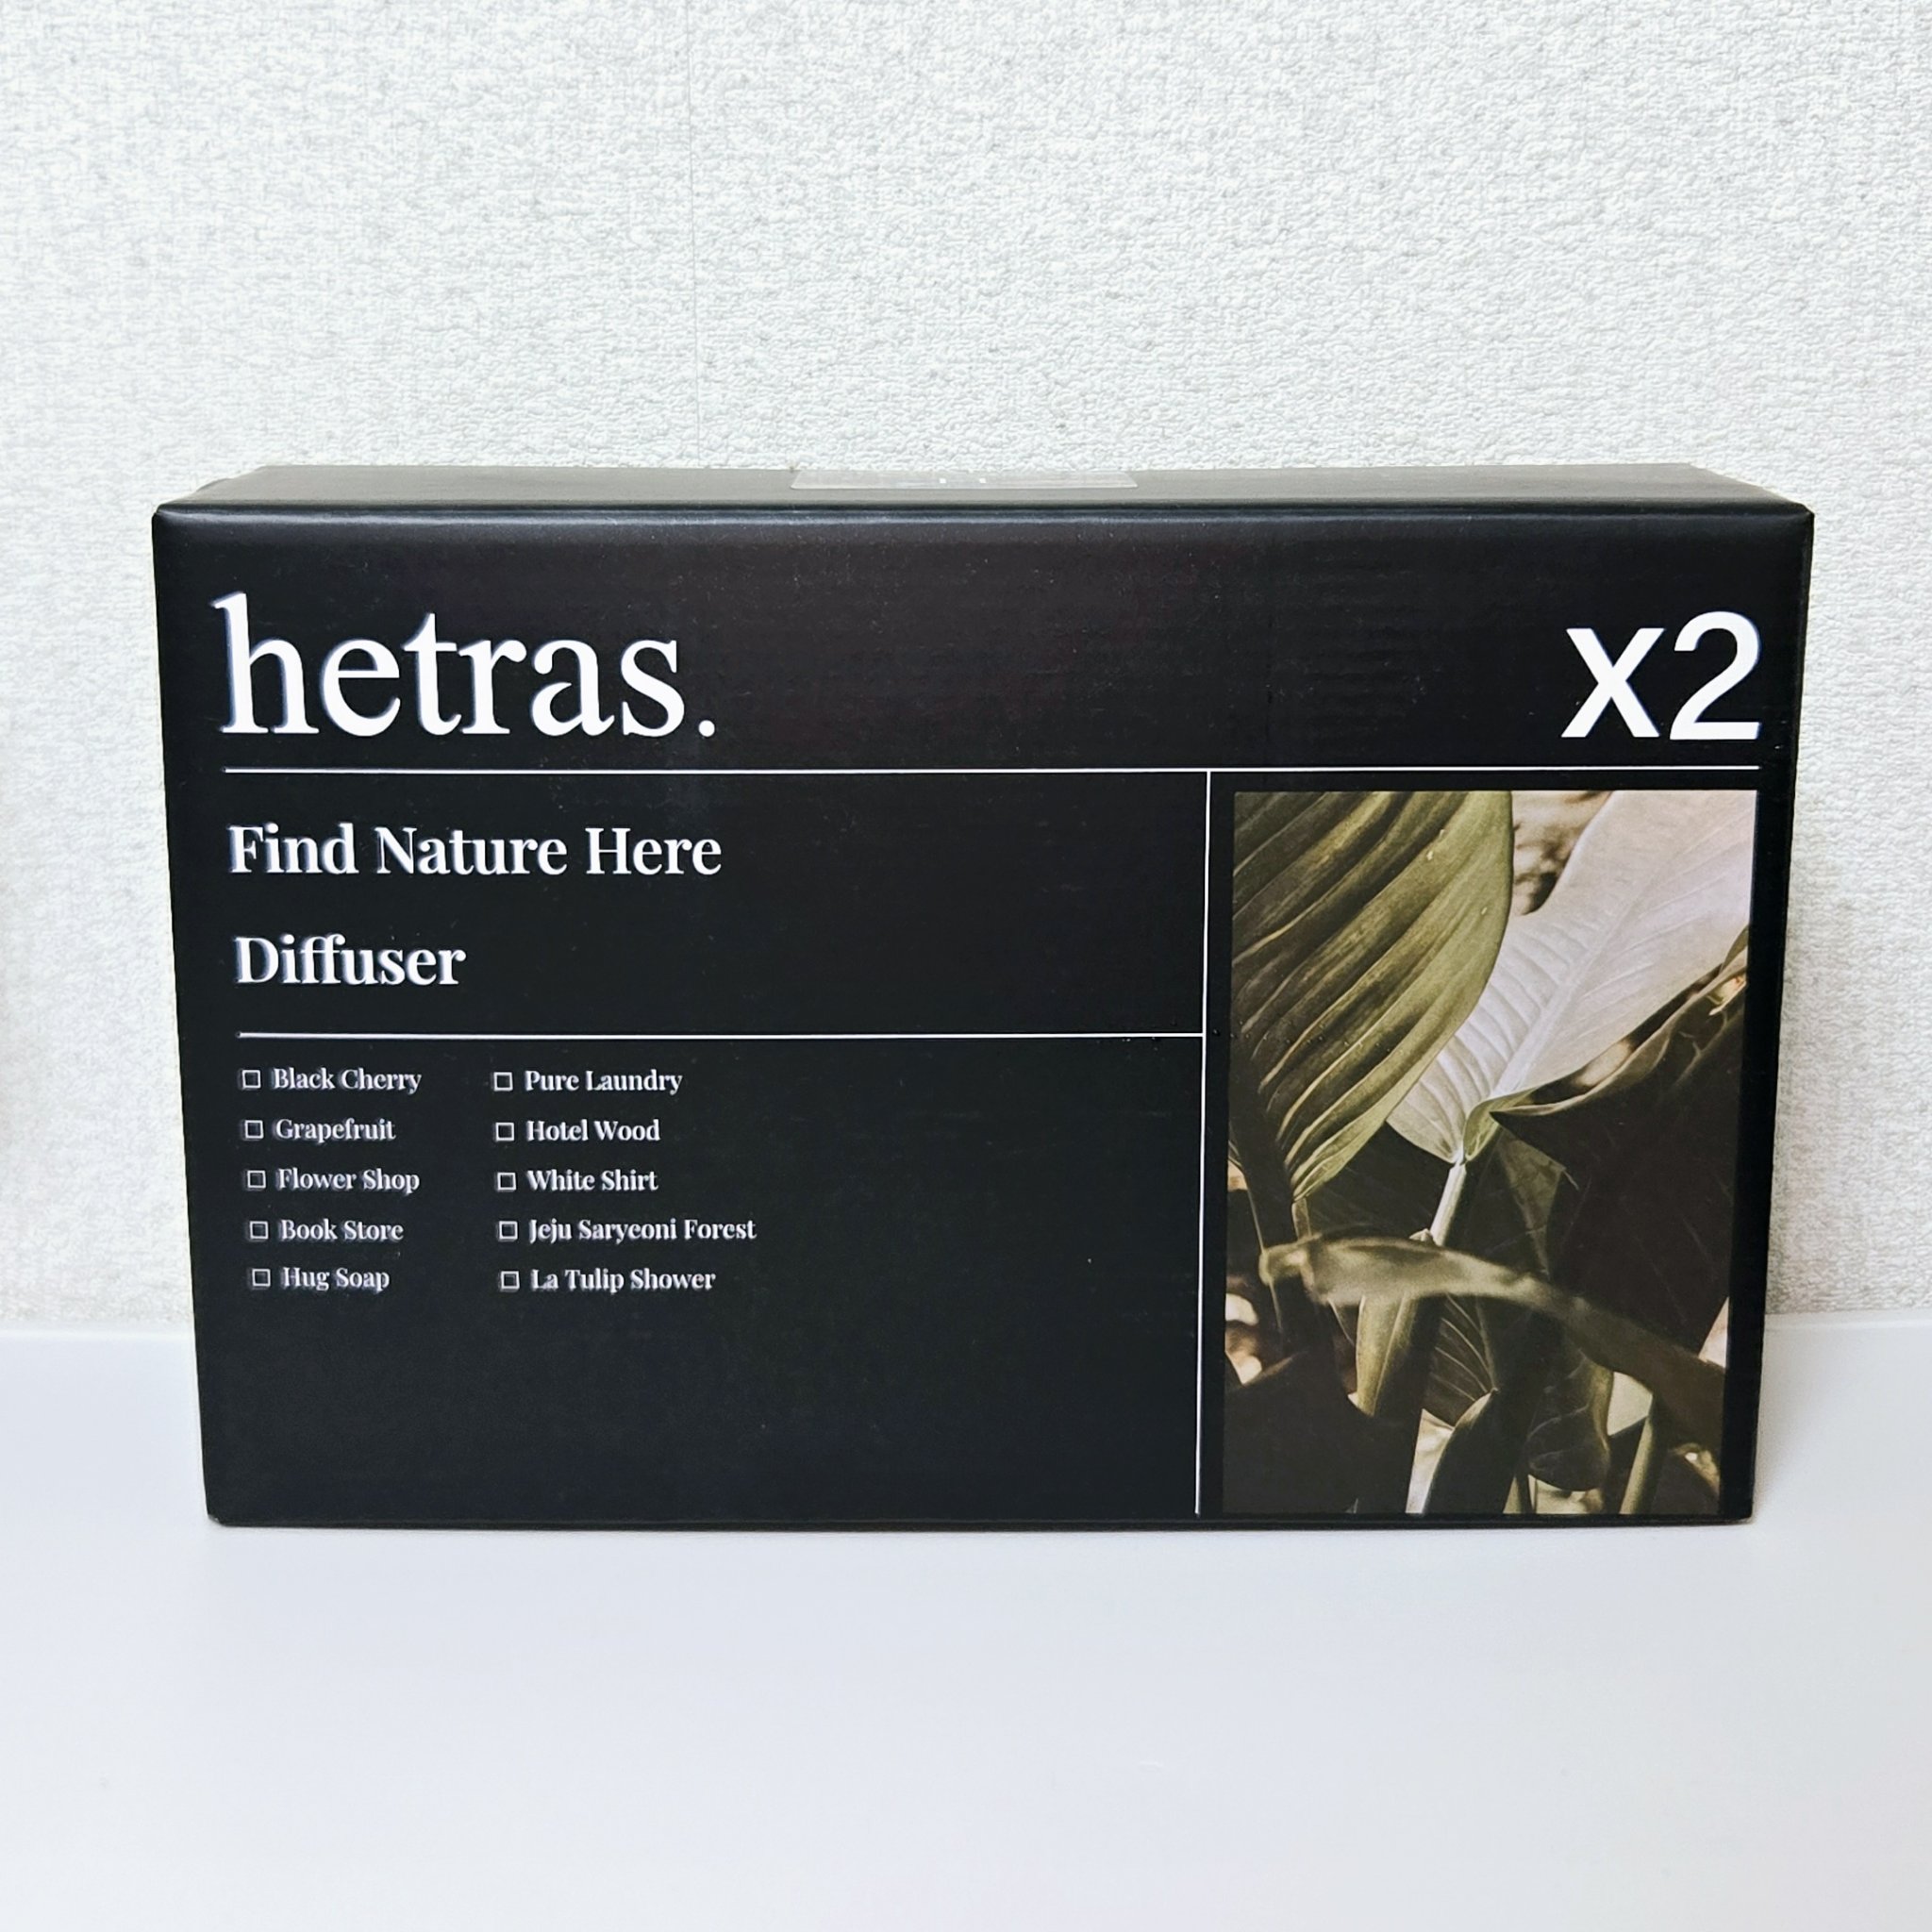 hetras.
x2
Find Nature Here
Diffuser
☐ Black Cherry
☐ Grapefruit
☐ Flower Shop
☐ Book Store
☐ Hug Soap
☐ Pure Laundry
☐ Hotel Wood
☐ White Shirt
☐ Jeju Saryeoni Forest
☐ La Tulip Shower